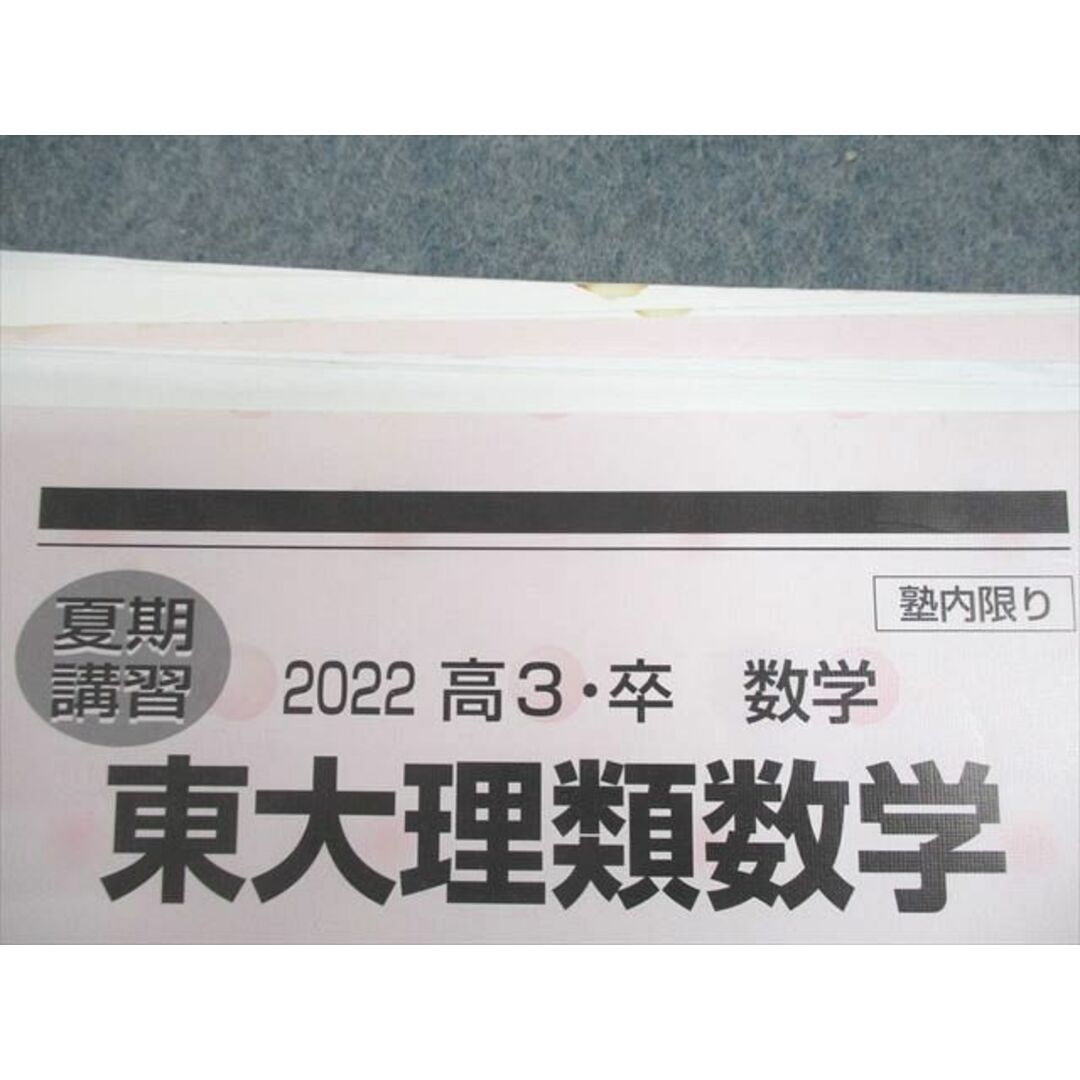 塾内限り
夏期
講習
2022 高3・卒 数学
東大理類数学